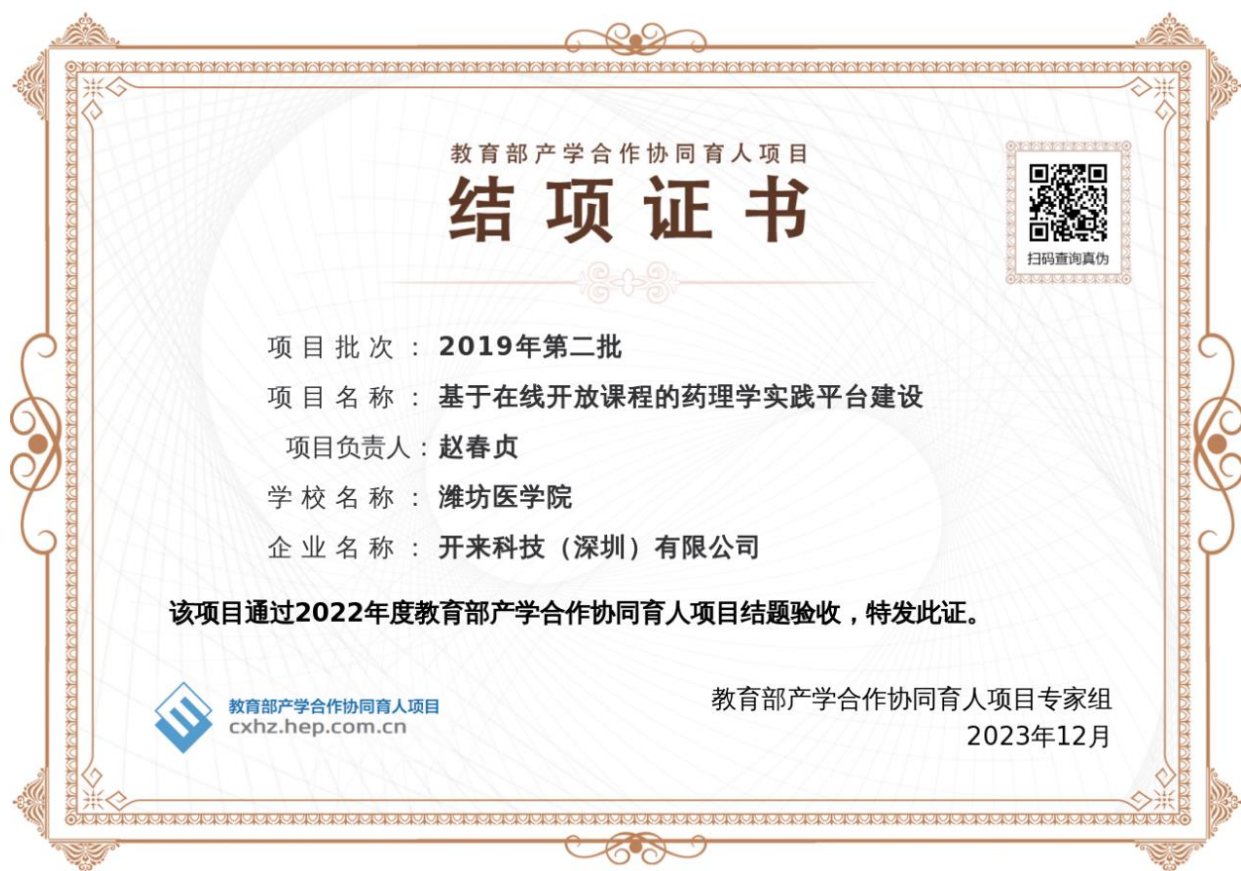 教育部产学合作协同育人项目
结项证书
扫码查询真伪
项目批次：2019年第二批
项目名称：基于在线开放课程的药理学实践平台建设
项目负责人：赵春贞
学校名称：潍坊医学院
企业名称：开来科技（深圳）有限公司
该项目通过2022年度教育部产学合作协同育人项目结题验收，特发此证。
教育部产学合作协同育人项目
cxhz.hep.com.cn
教育部产学合作协同育人项目专家组
2023年12月